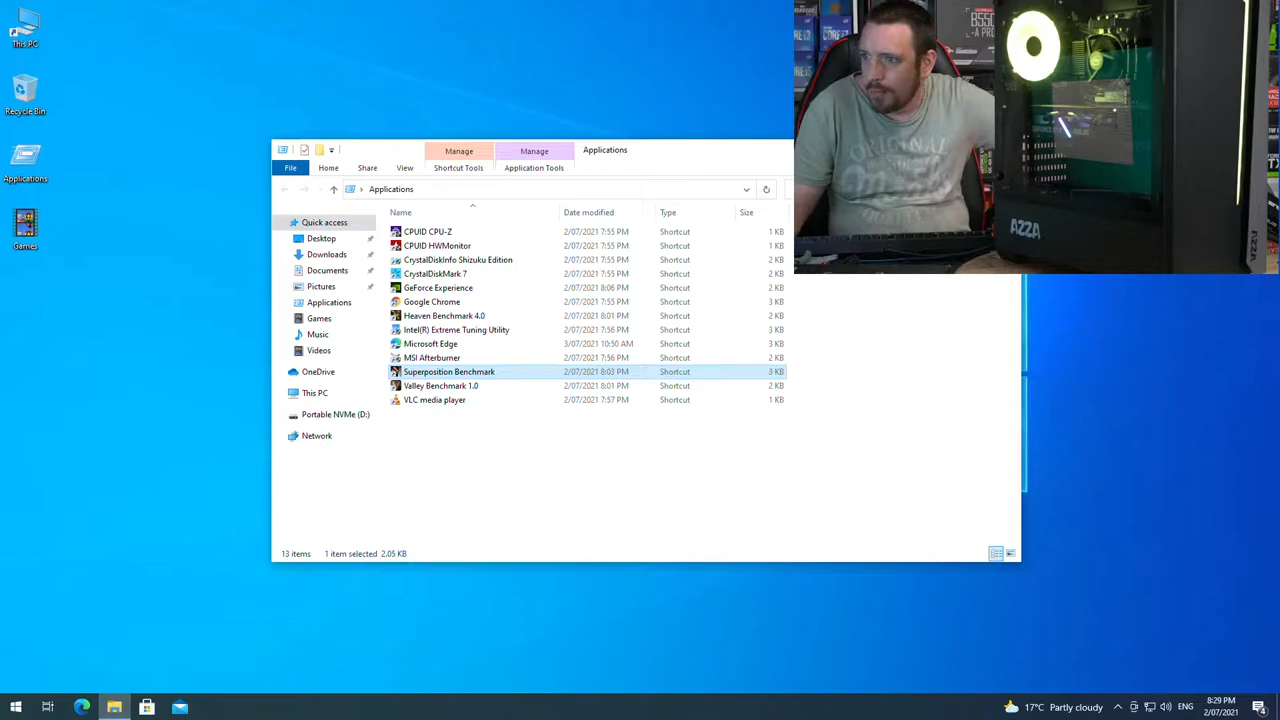 This PC
Recycle Bin
Applications
Games
Manage
Manage
Applications
File
Home
Share
View
Shortcut Tools
Application Tools
Applications
Name
Date modified
Type
Size
Quick access
Desktop
Downloads
Documents
Pictures
Applications
Games
Music
Videos
OneDrive
This PC
Portable NVMe (D:)
Network
CPUID CPU-Z 2/07/2021 7:55 PM Shortcut 1 KB
CPUID HWMonitor 2/07/2021 7:55 PM Shortcut 1 KB
CrystalDiskInfo Shizuku Edition 2/07/2021 7:55 PM Shortcut 2 KB
CrystalDiskMark 7 2/07/2021 7:55 PM Shortcut 2 KB
GeForce Experience 2/07/2021 8:06 PM Shortcut 2 KB
Google Chrome 2/07/2021 7:55 PM Shortcut 3 KB
Heaven Benchmark 4.0 2/07/2021 8:01 PM Shortcut 2 KB
Intel(R) Extreme Tuning Utility 2/07/2021 7:56 PM Shortcut 3 KB
Microsoft Edge 3/07/2021 10:50 AM Shortcut 3 KB
MSI Afterburner 2/07/2021 7:56 PM Shortcut 2 KB
Superposition Benchmark 2/07/2021 8:03 PM Shortcut 3 KB
Valley Benchmark 1.0 2/07/2021 8:01 PM Shortcut 2 KB
VLC media player 2/07/2021 7:57 PM Shortcut 1 KB
13 items
1 item selected 2.05 KB
B550
-A PRO
CORE i3
AZZA
17°C Partly cloudy
ENG
8:29 PM
2/07/2021
4